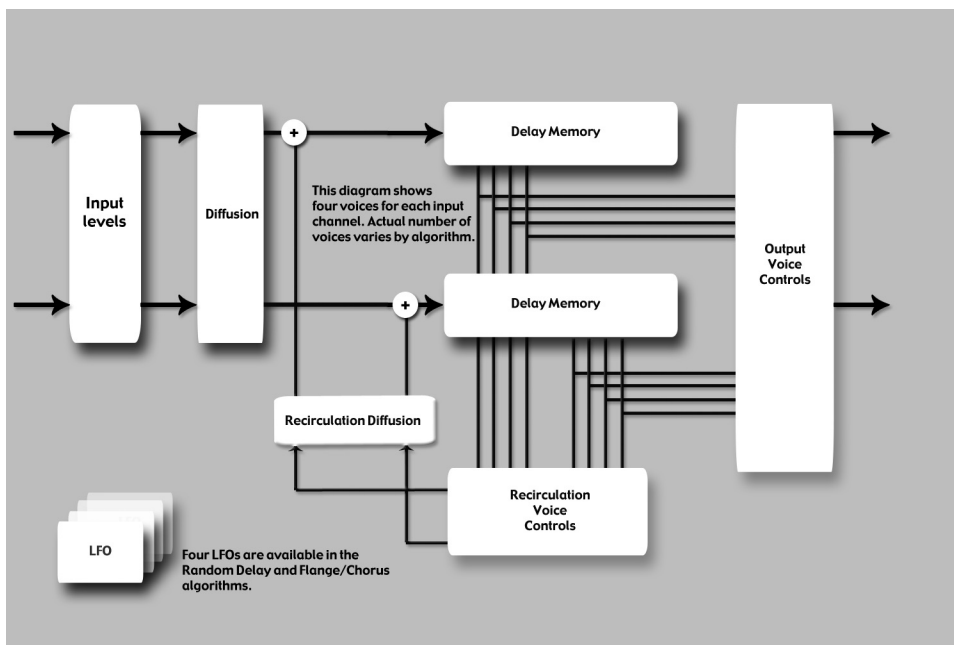 Input
levels
Diffusion
+
Delay Memory
This diagram shows
four voices for each input
channel. Actual number of
voices varies by algorithm.
+
Delay Memory
Output
Voice
Controls
Recirculation Diffusion
Recirculation
Voice
Controls
LFO
Four LFOs are available in the
Random Delay and Flange/Chorus
algorithms.